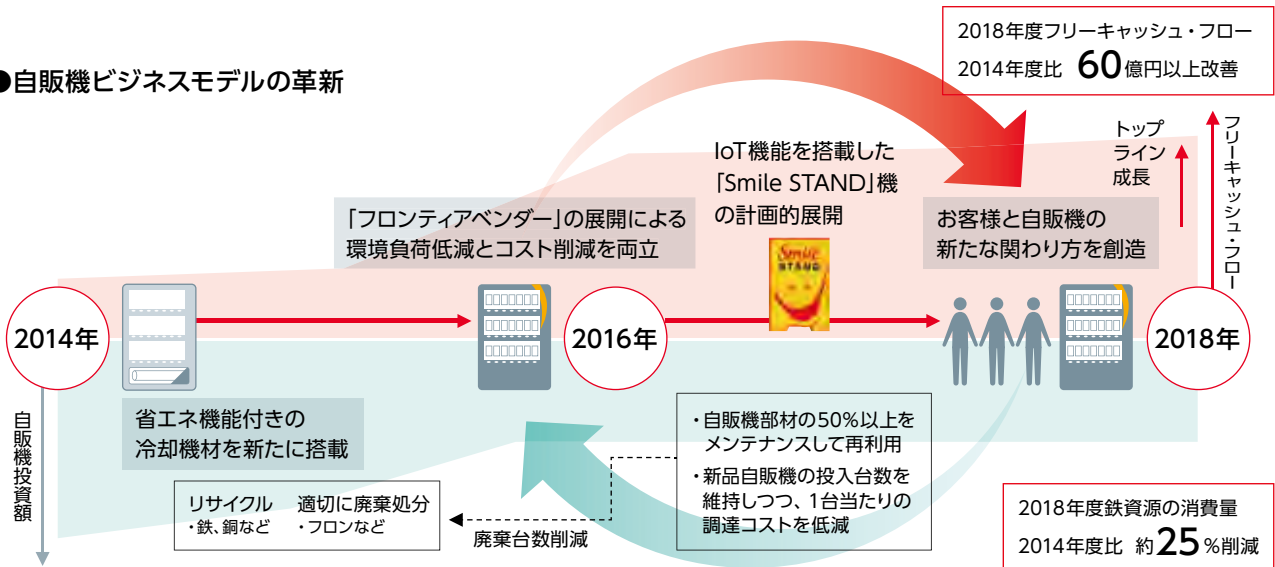 ●自販機ビジネスモデルの革新
2018年度フリーキャッシュ・フロー
2014年度比 60億円以上改善
トップ
ライン
成長
フリーキャッシュ・フロー
IoT機能を搭載した
「Smile STAND」機
の計画的展開
「フロンティアベンダー」の展開による
環境負荷低減とコスト削減を両立
お客様と自販機の
新たな関わり方を創造
Smile
STAND
2014年
2016年
2018年
自販機投資額
省エネ機能付きの
冷却機材を新たに搭載
・自販機部材の50%以上を
メンテナンスして再利用
・新品自販機の投入台数を
維持しつつ、1台当たりの
調達コストを低減
リサイクル 適切に廃棄処分
・鉄、銅など ・フロンなど
廃棄台数削減
2018年度鉄資源の消費量
2014年度比 約25%削減